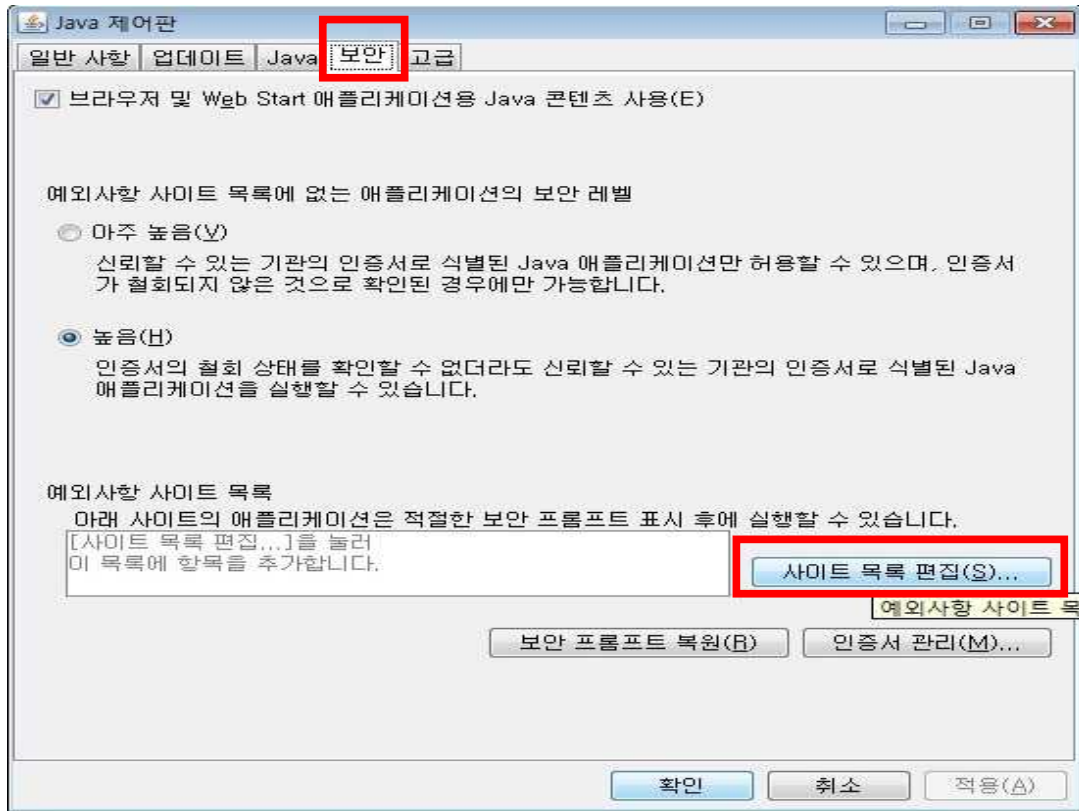 Java 제어판
일반 사항 업데이트 Java 보안 고급
브라우저 및 Web Start 애플리케이션용 Java 콘텐츠 사용(E)
예외사항 사이트 목록에 없는 애플리케이션의 보안 레벨
아주 높음(V)
신뢰할 수 있는 기관의 인증서로 식별된 Java 애플리케이션만 허용할 수 있으며, 인증서
가 철회되지 않은 것으로 확인된 경우에만 가능합니다.
높음(H)
인증서의 철회 상태를 확인할 수 없더라도 신뢰할 수 있는 기관의 인증서로 식별된 Java
애플리케이션을 실행할 수 있습니다.
예외사항 사이트 목록
아래 사이트의 애플리케이션은 적절한 보안 프롬프트 표시 후에 실행할 수 있습니다.
[사이트 목록 편집...]을 눌러
이 목록에 항목을 추가합니다.
사이트 목록 편집(S)...
예외사항 사이트 목
보안 프롬프트 복원(R) 인증서 관리(M)...
확인 취소 적용(A)